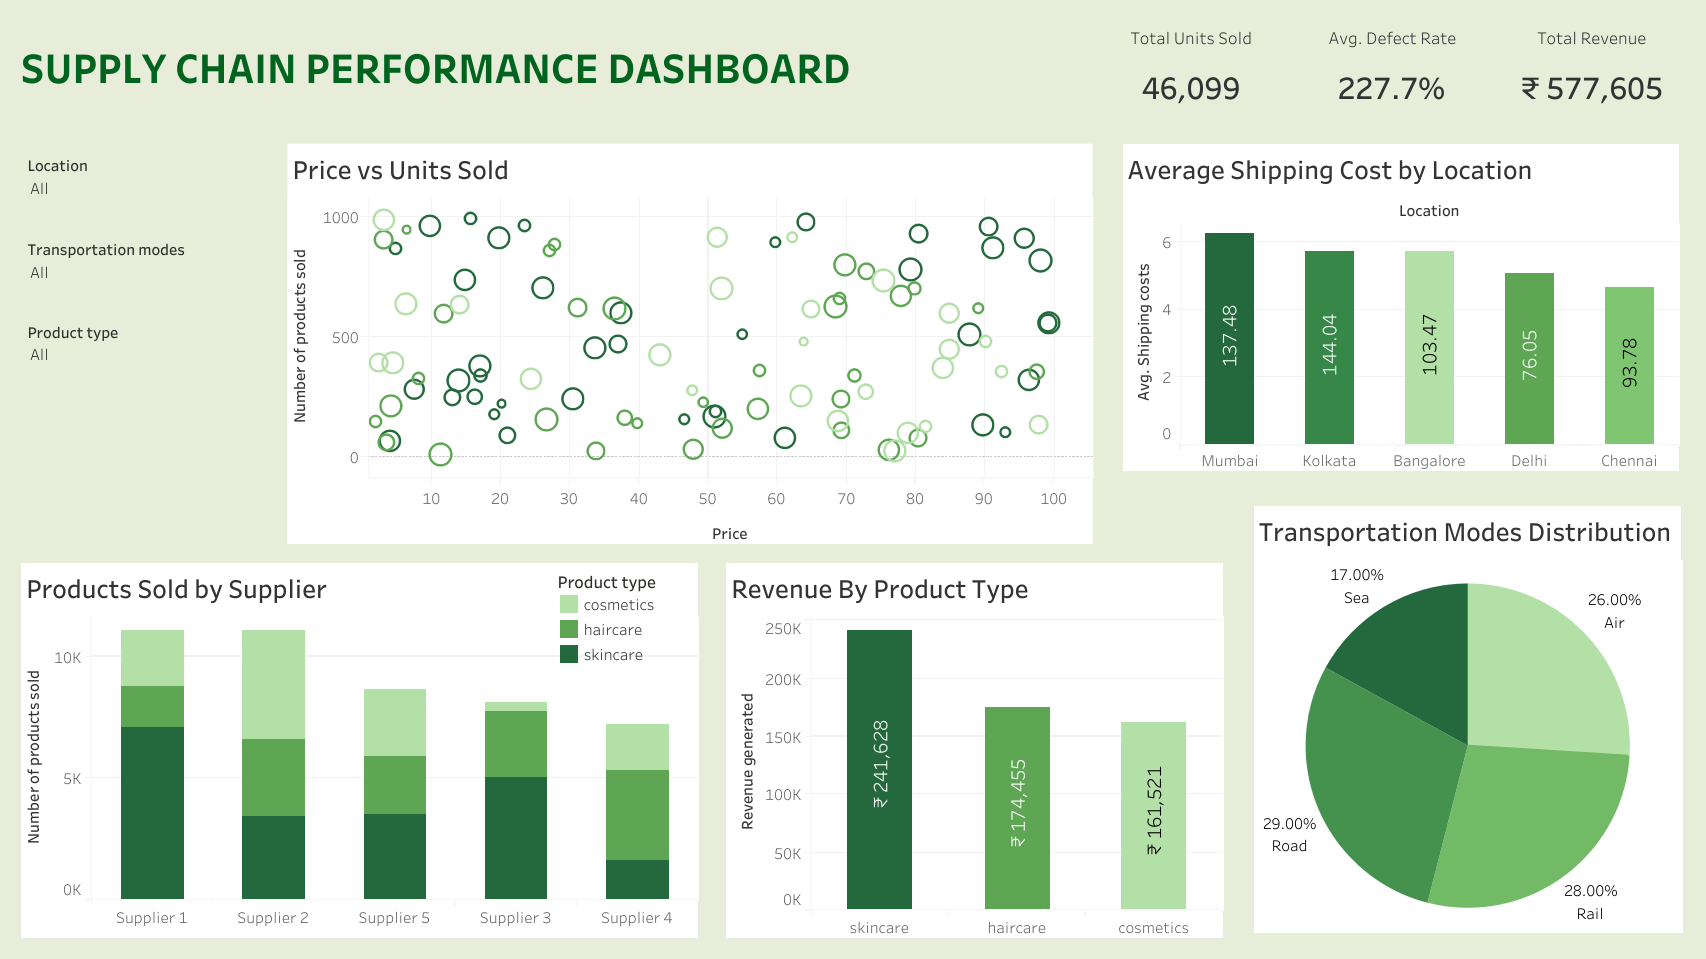 SUPPLY CHAIN PERFORMANCE DASHBOARD
Total Units Sold
46,099
Avg. Defect Rate
227.7%
Total Revenue
₹ 577,605
Location
All
Transportation modes
All
Product type
All
Price vs Units Sold
Number of products sold
1000
500
0
10 20 30 40 50 60 70 80 90 100
Price
Average Shipping Cost by Location
Location
Avg. Shipping costs
6
4
2
0
137.48
144.04
103.47
76.05
93.78
Mumbai Kolkata Bangalore Delhi Chennai
Products Sold by Supplier
Product type
cosmetics
haircare
skincare
Number of products sold
10K
5K
0K
Supplier 1 Supplier 2 Supplier 5 Supplier 3 Supplier 4
Revenue By Product Type
Revenue generated
250K
200K
150K
100K
50K
0K
₹ 241,628
₹ 174,455
₹ 161,521
skincare haircare cosmetics
Transportation Modes Distribution
17.00%
Sea
26.00%
Air
29.00%
Road
28.00%
Rail